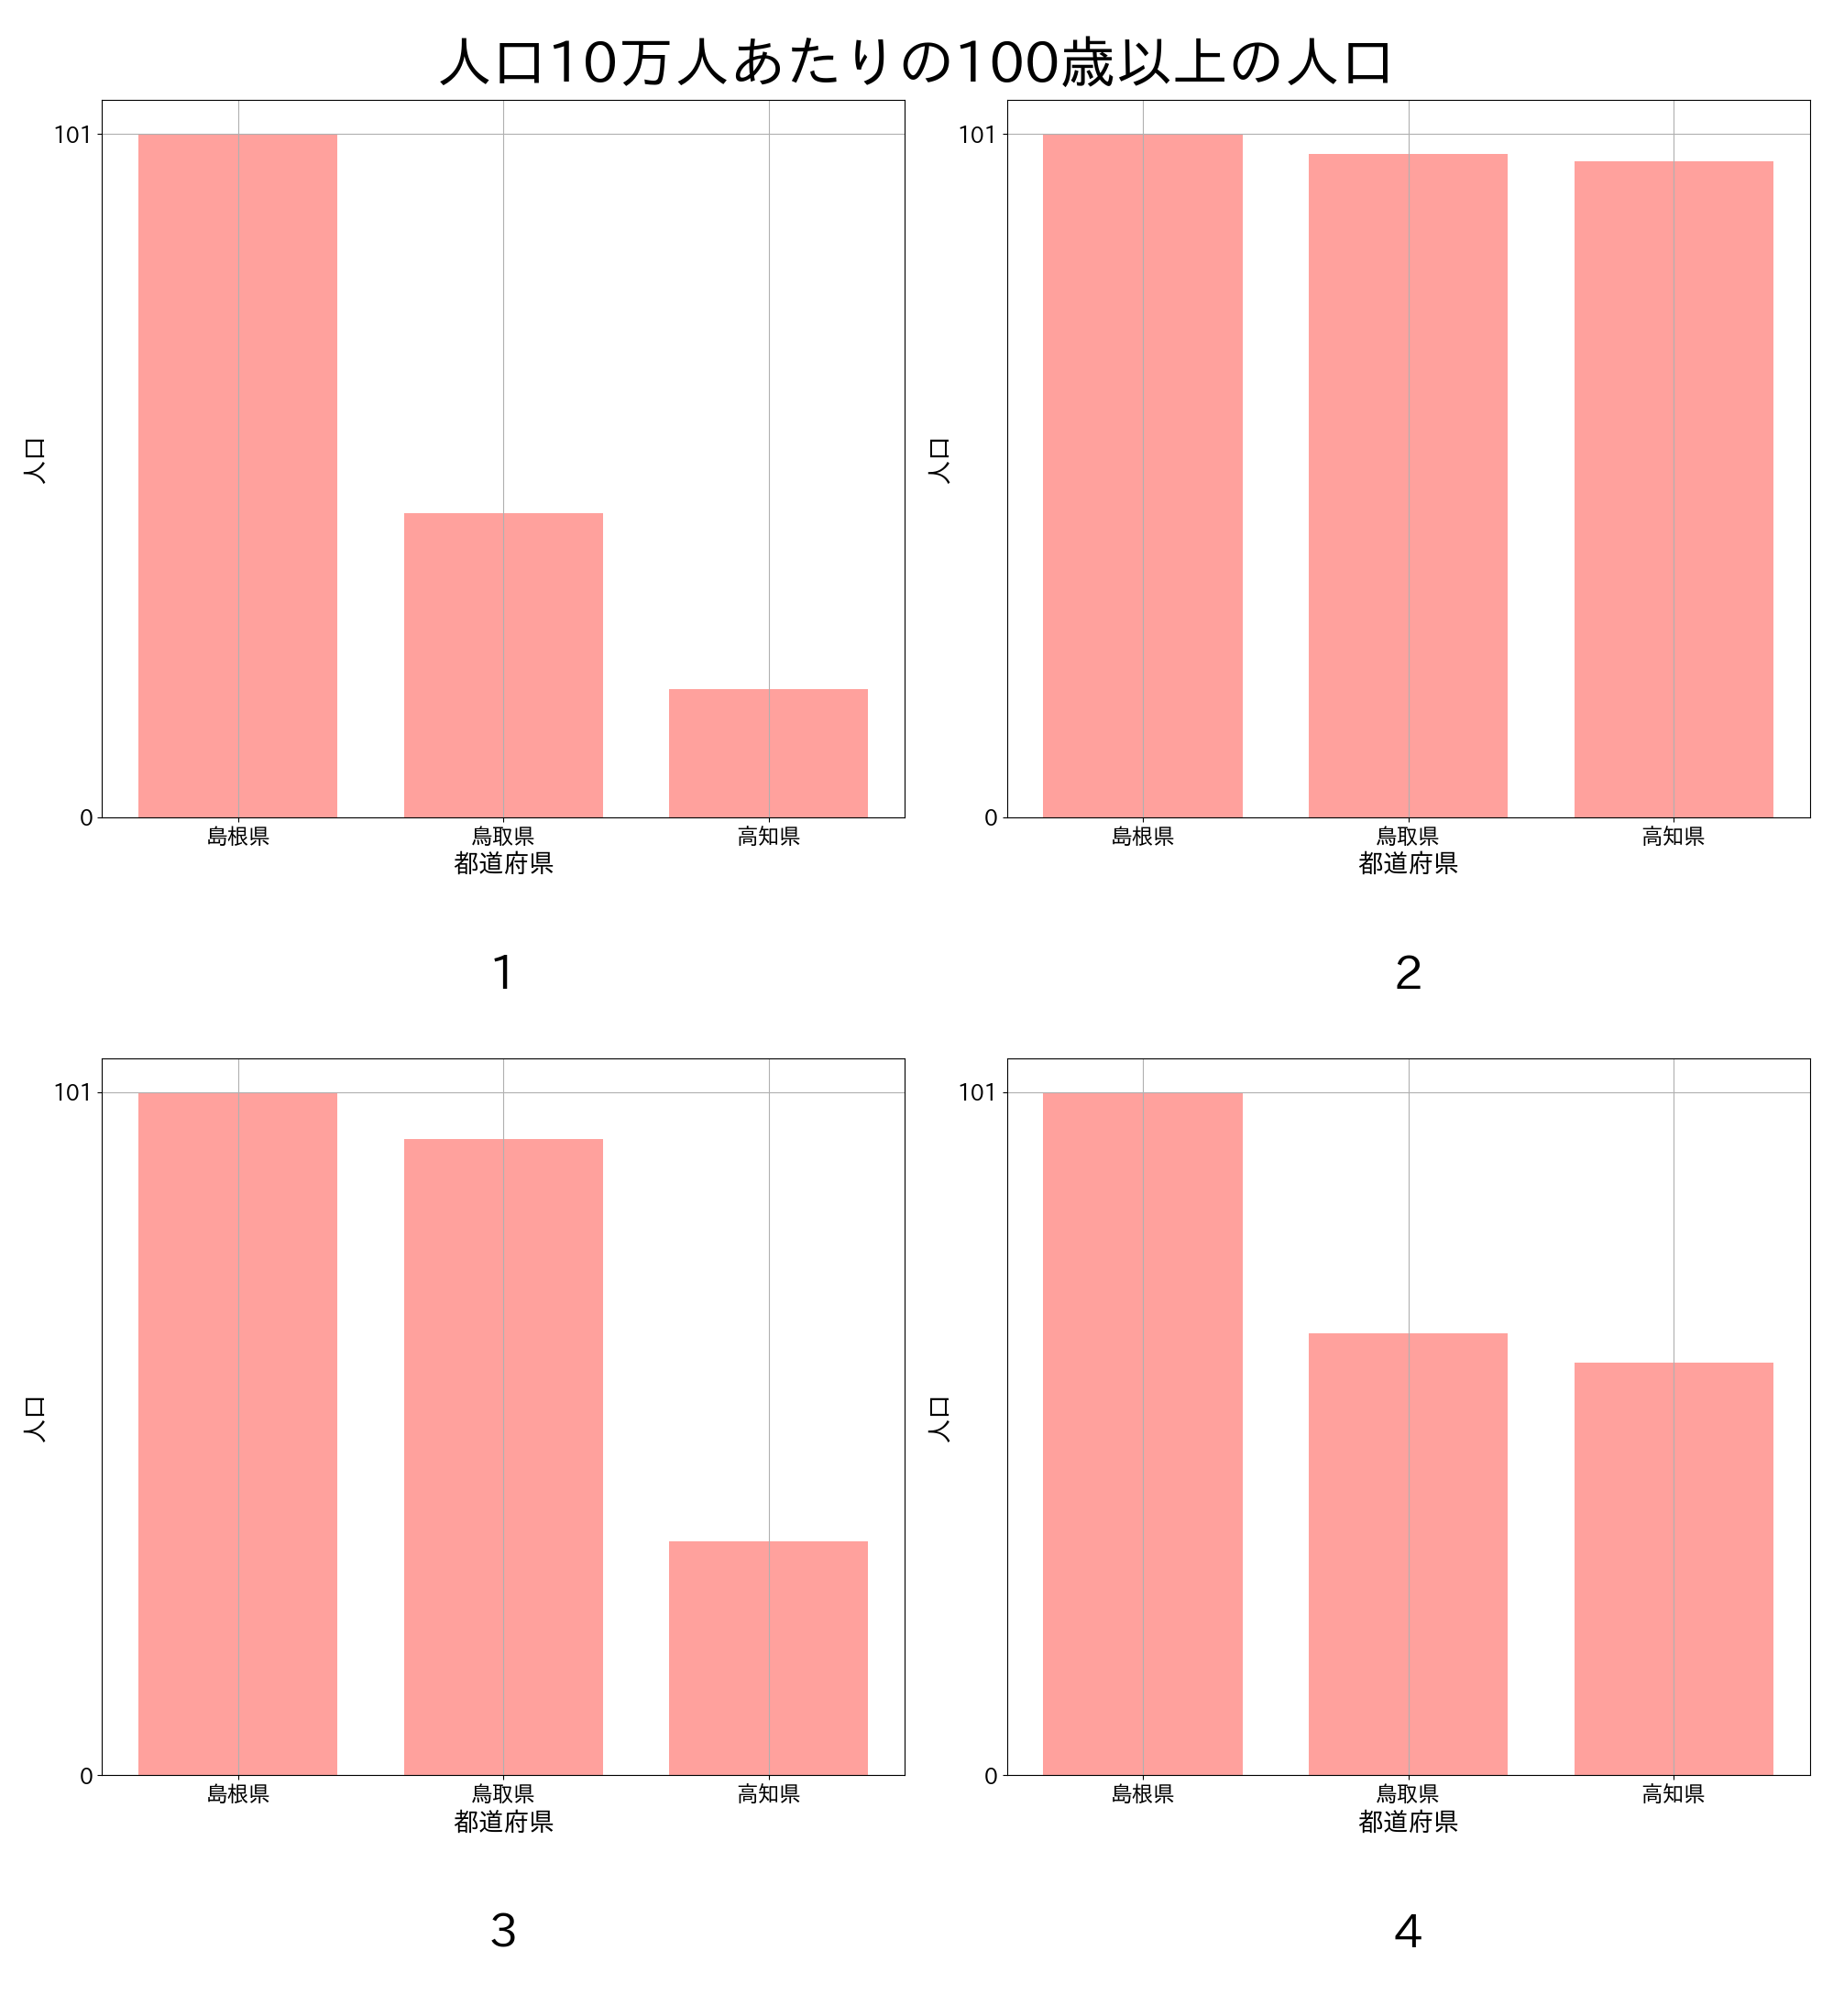 人口10万人あたりの100歳以上の人口
101
0
人口
島根県 鳥取県 高知県
都道府県
1
101
0
人口
島根県 鳥取県 高知県
都道府県
2
101
0
人口
島根県 鳥取県 高知県
都道府県
3
101
0
人口
島根県 鳥取県 高知県
都道府県
4